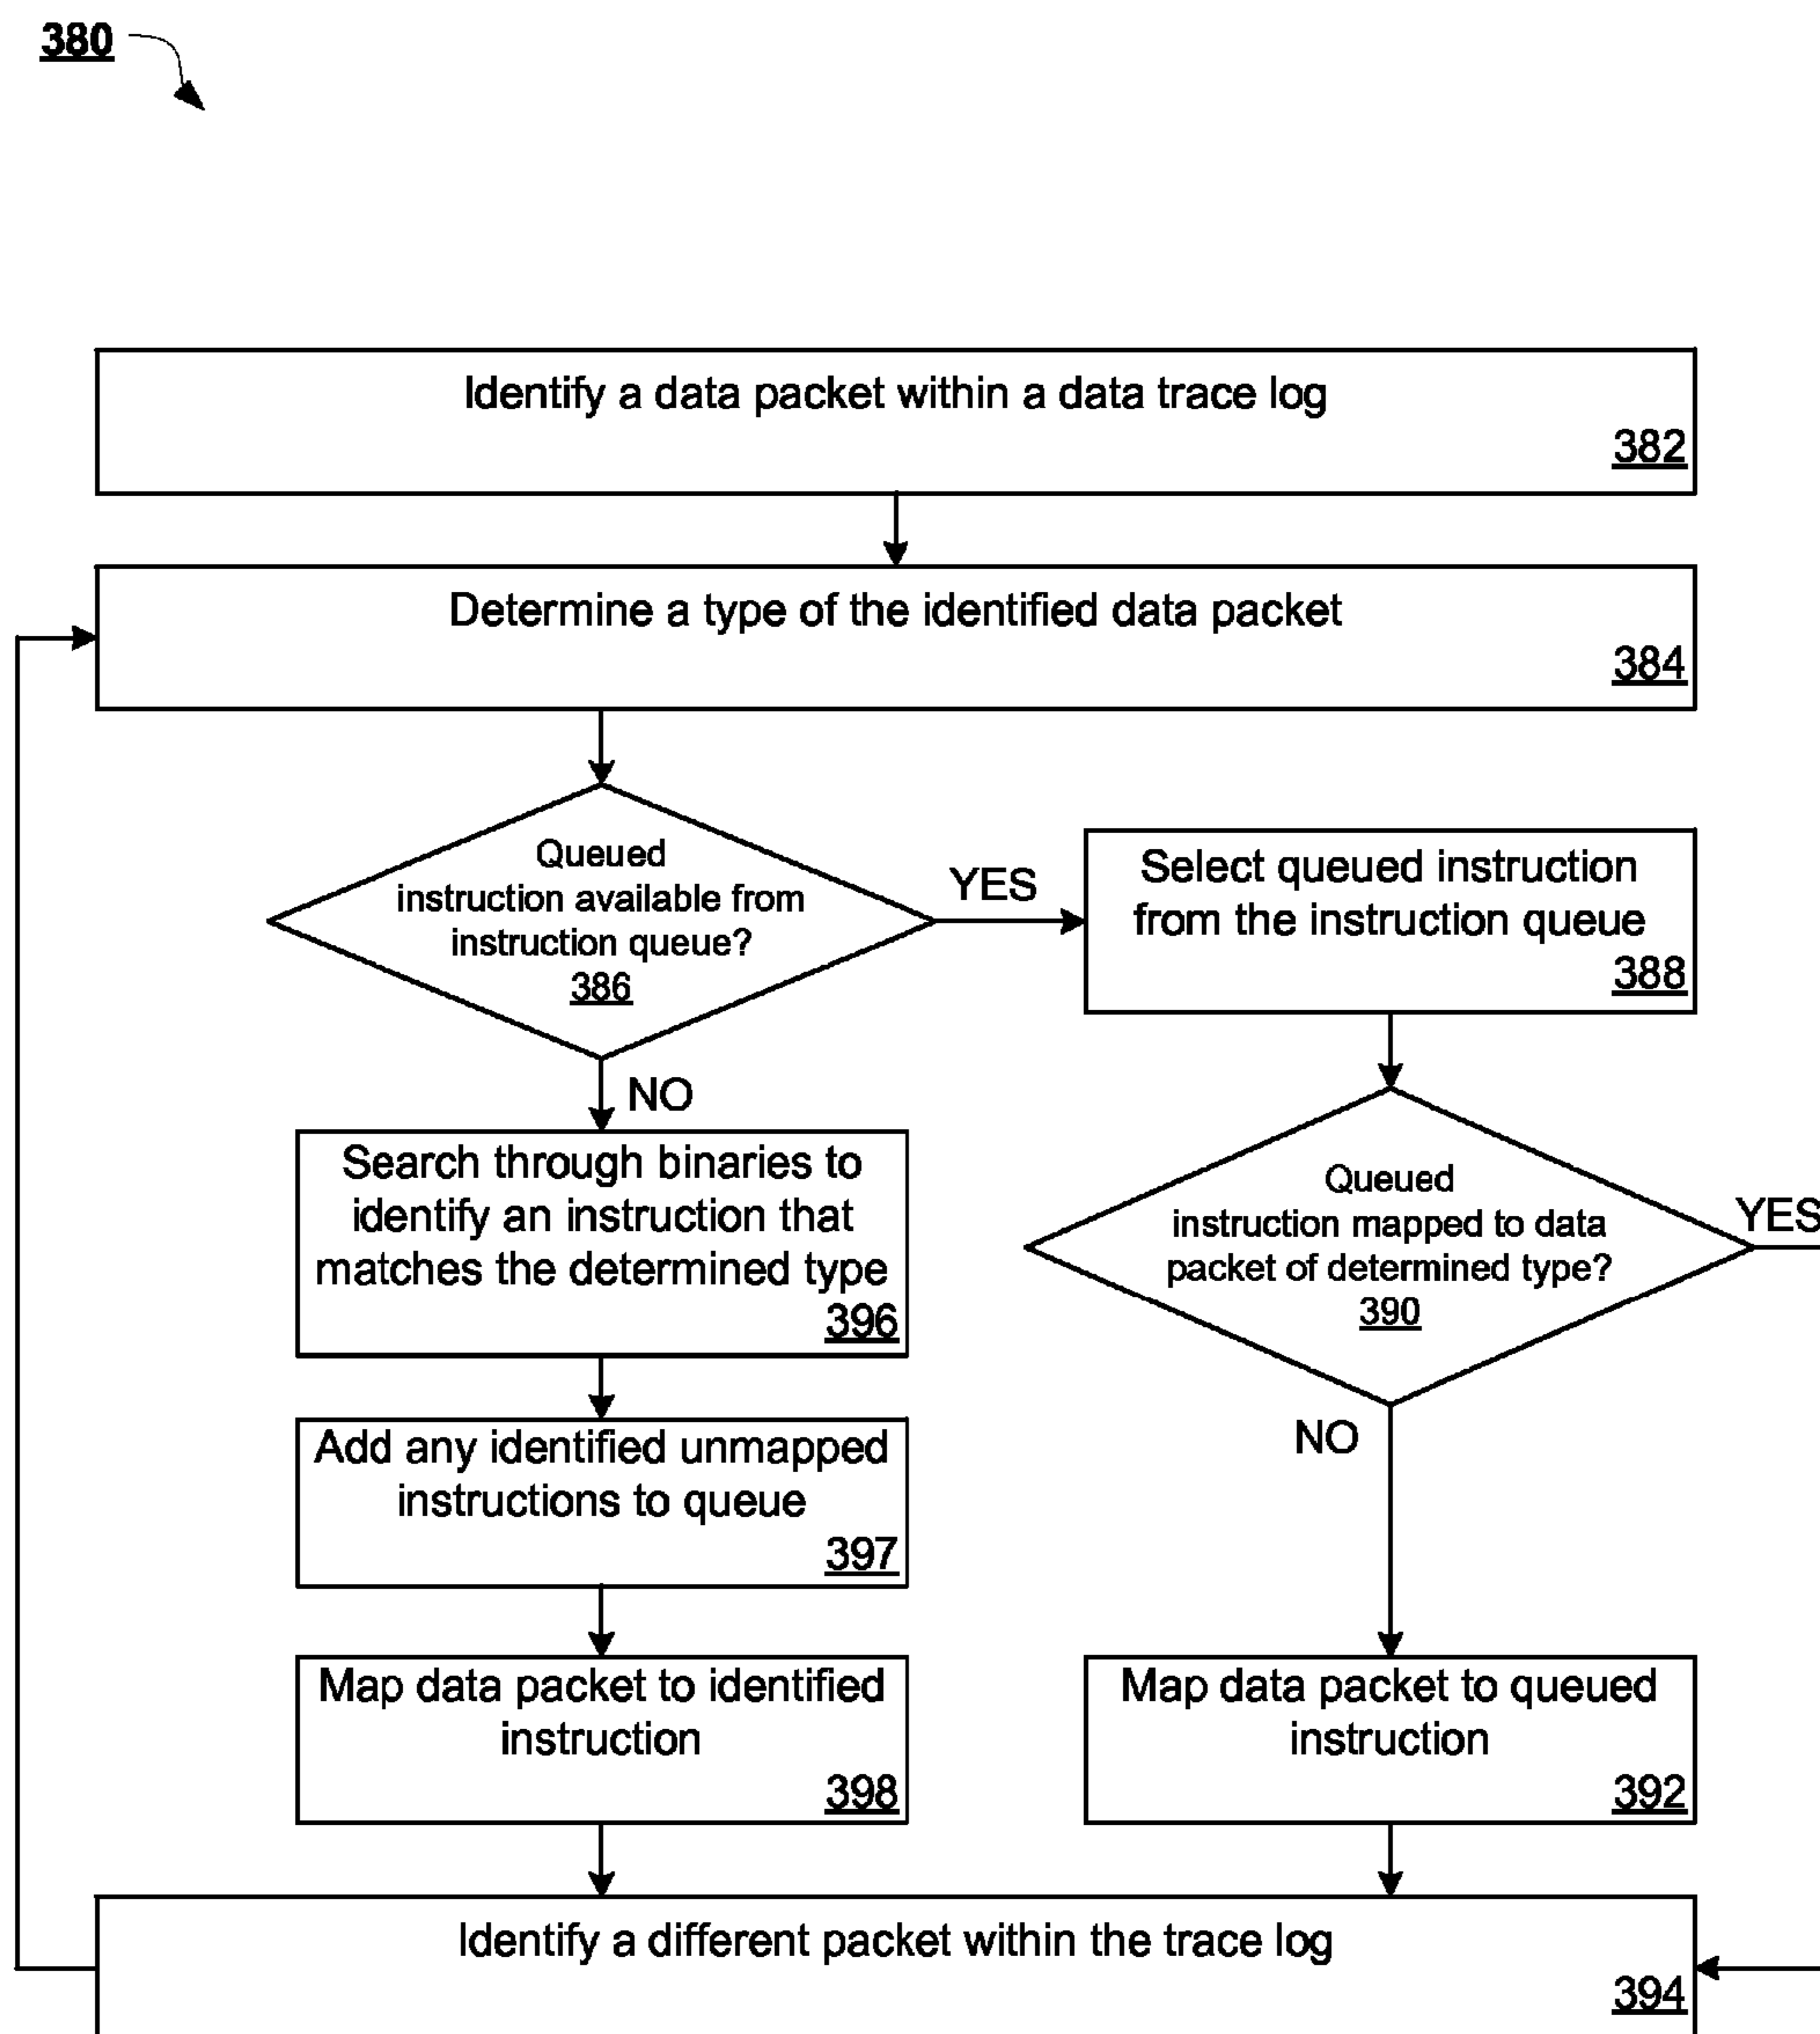 380
Identify a data packet within a data trace log
382
Determine a type of the identified data packet
384
Queued
instruction available from
instruction queue?
386
YES
Select queued instruction
from the instruction queue
388
NO
Search through binaries to
identify an instruction that
matches the determined type
396
Queued
instruction mapped to data
packet of determined type?
390
YES
Add any identified unmapped
instructions to queue
397
NO
Map data packet to identified
instruction
398
Map data packet to queued
instruction
392
Identify a different packet within the trace log
394